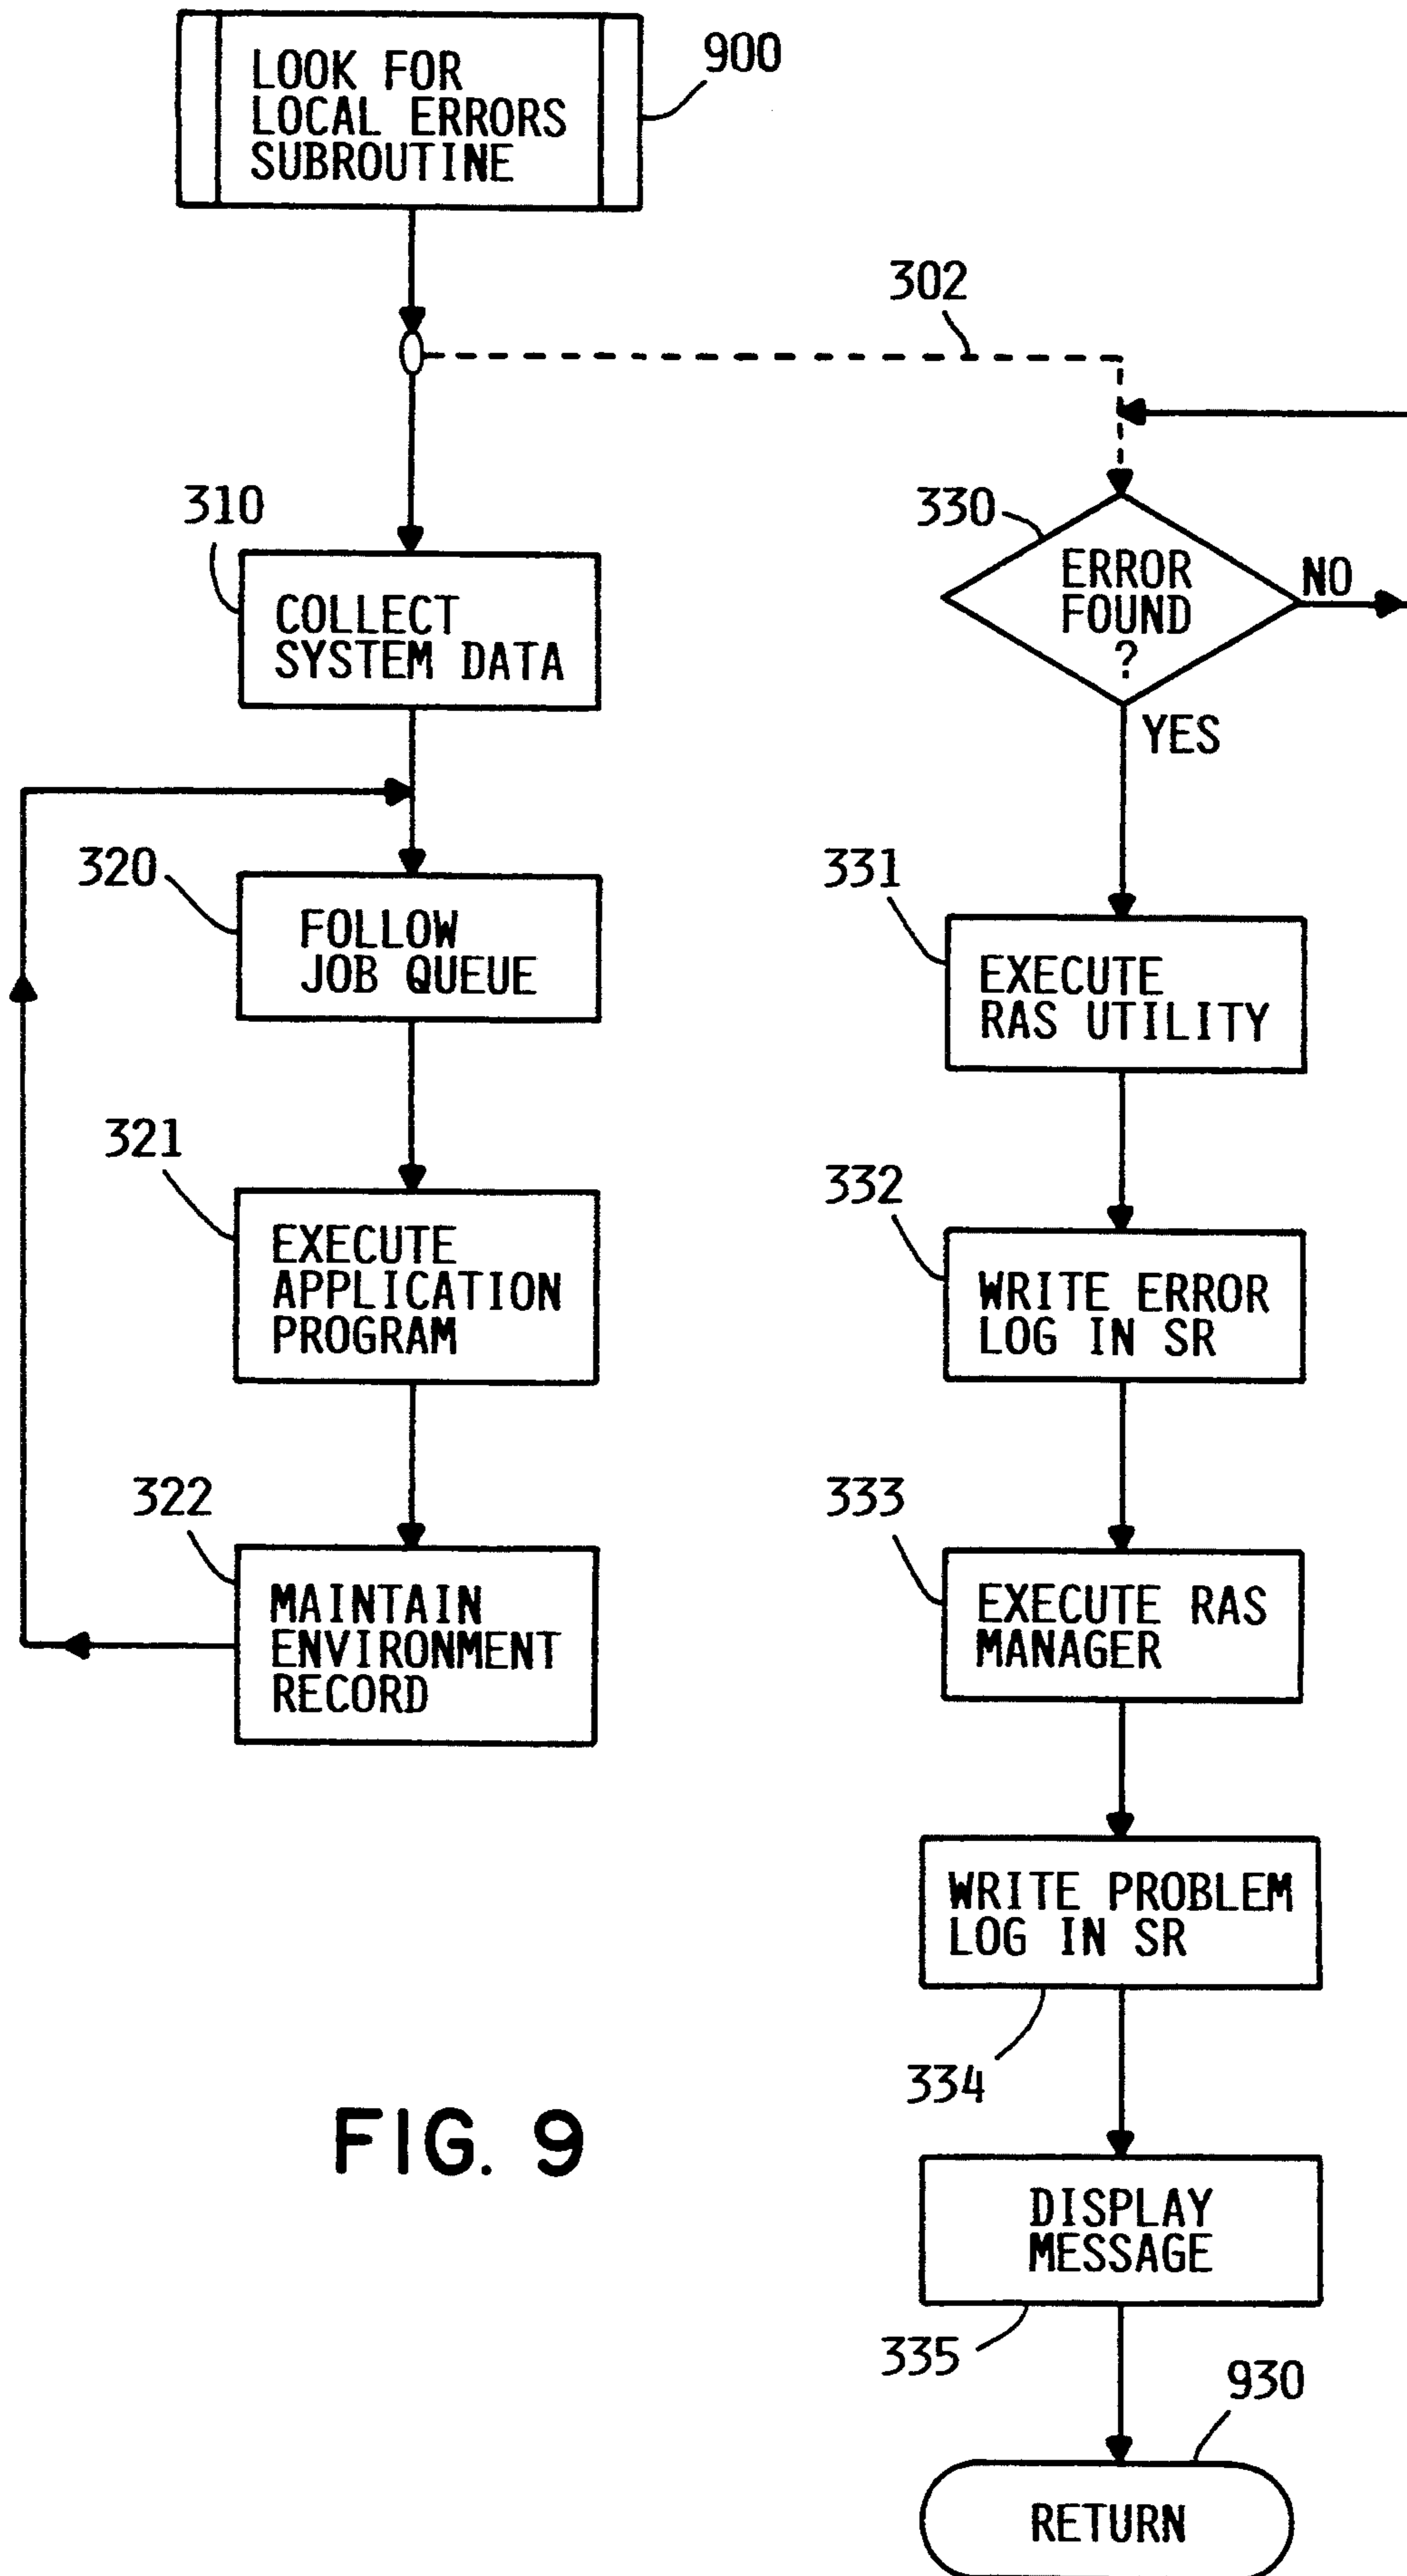 LOOK FOR
LOCAL ERRORS
SUBROUTINE
900
302
310
COLLECT
SYSTEM DATA
330
ERROR
FOUND
?
NO
YES
320
FOLLOW
JOB QUEUE
331
EXECUTE
RAS UTILITY
321
EXECUTE
APPLICATION
PROGRAM
332
WRITE ERROR
LOG IN SR
322
MAINTAIN
ENVIRONMENT
RECORD
333
EXECUTE RAS
MANAGER
WRITE PROBLEM
LOG IN SR
334
FIG. 9
DISPLAY
MESSAGE
335
930
RETURN